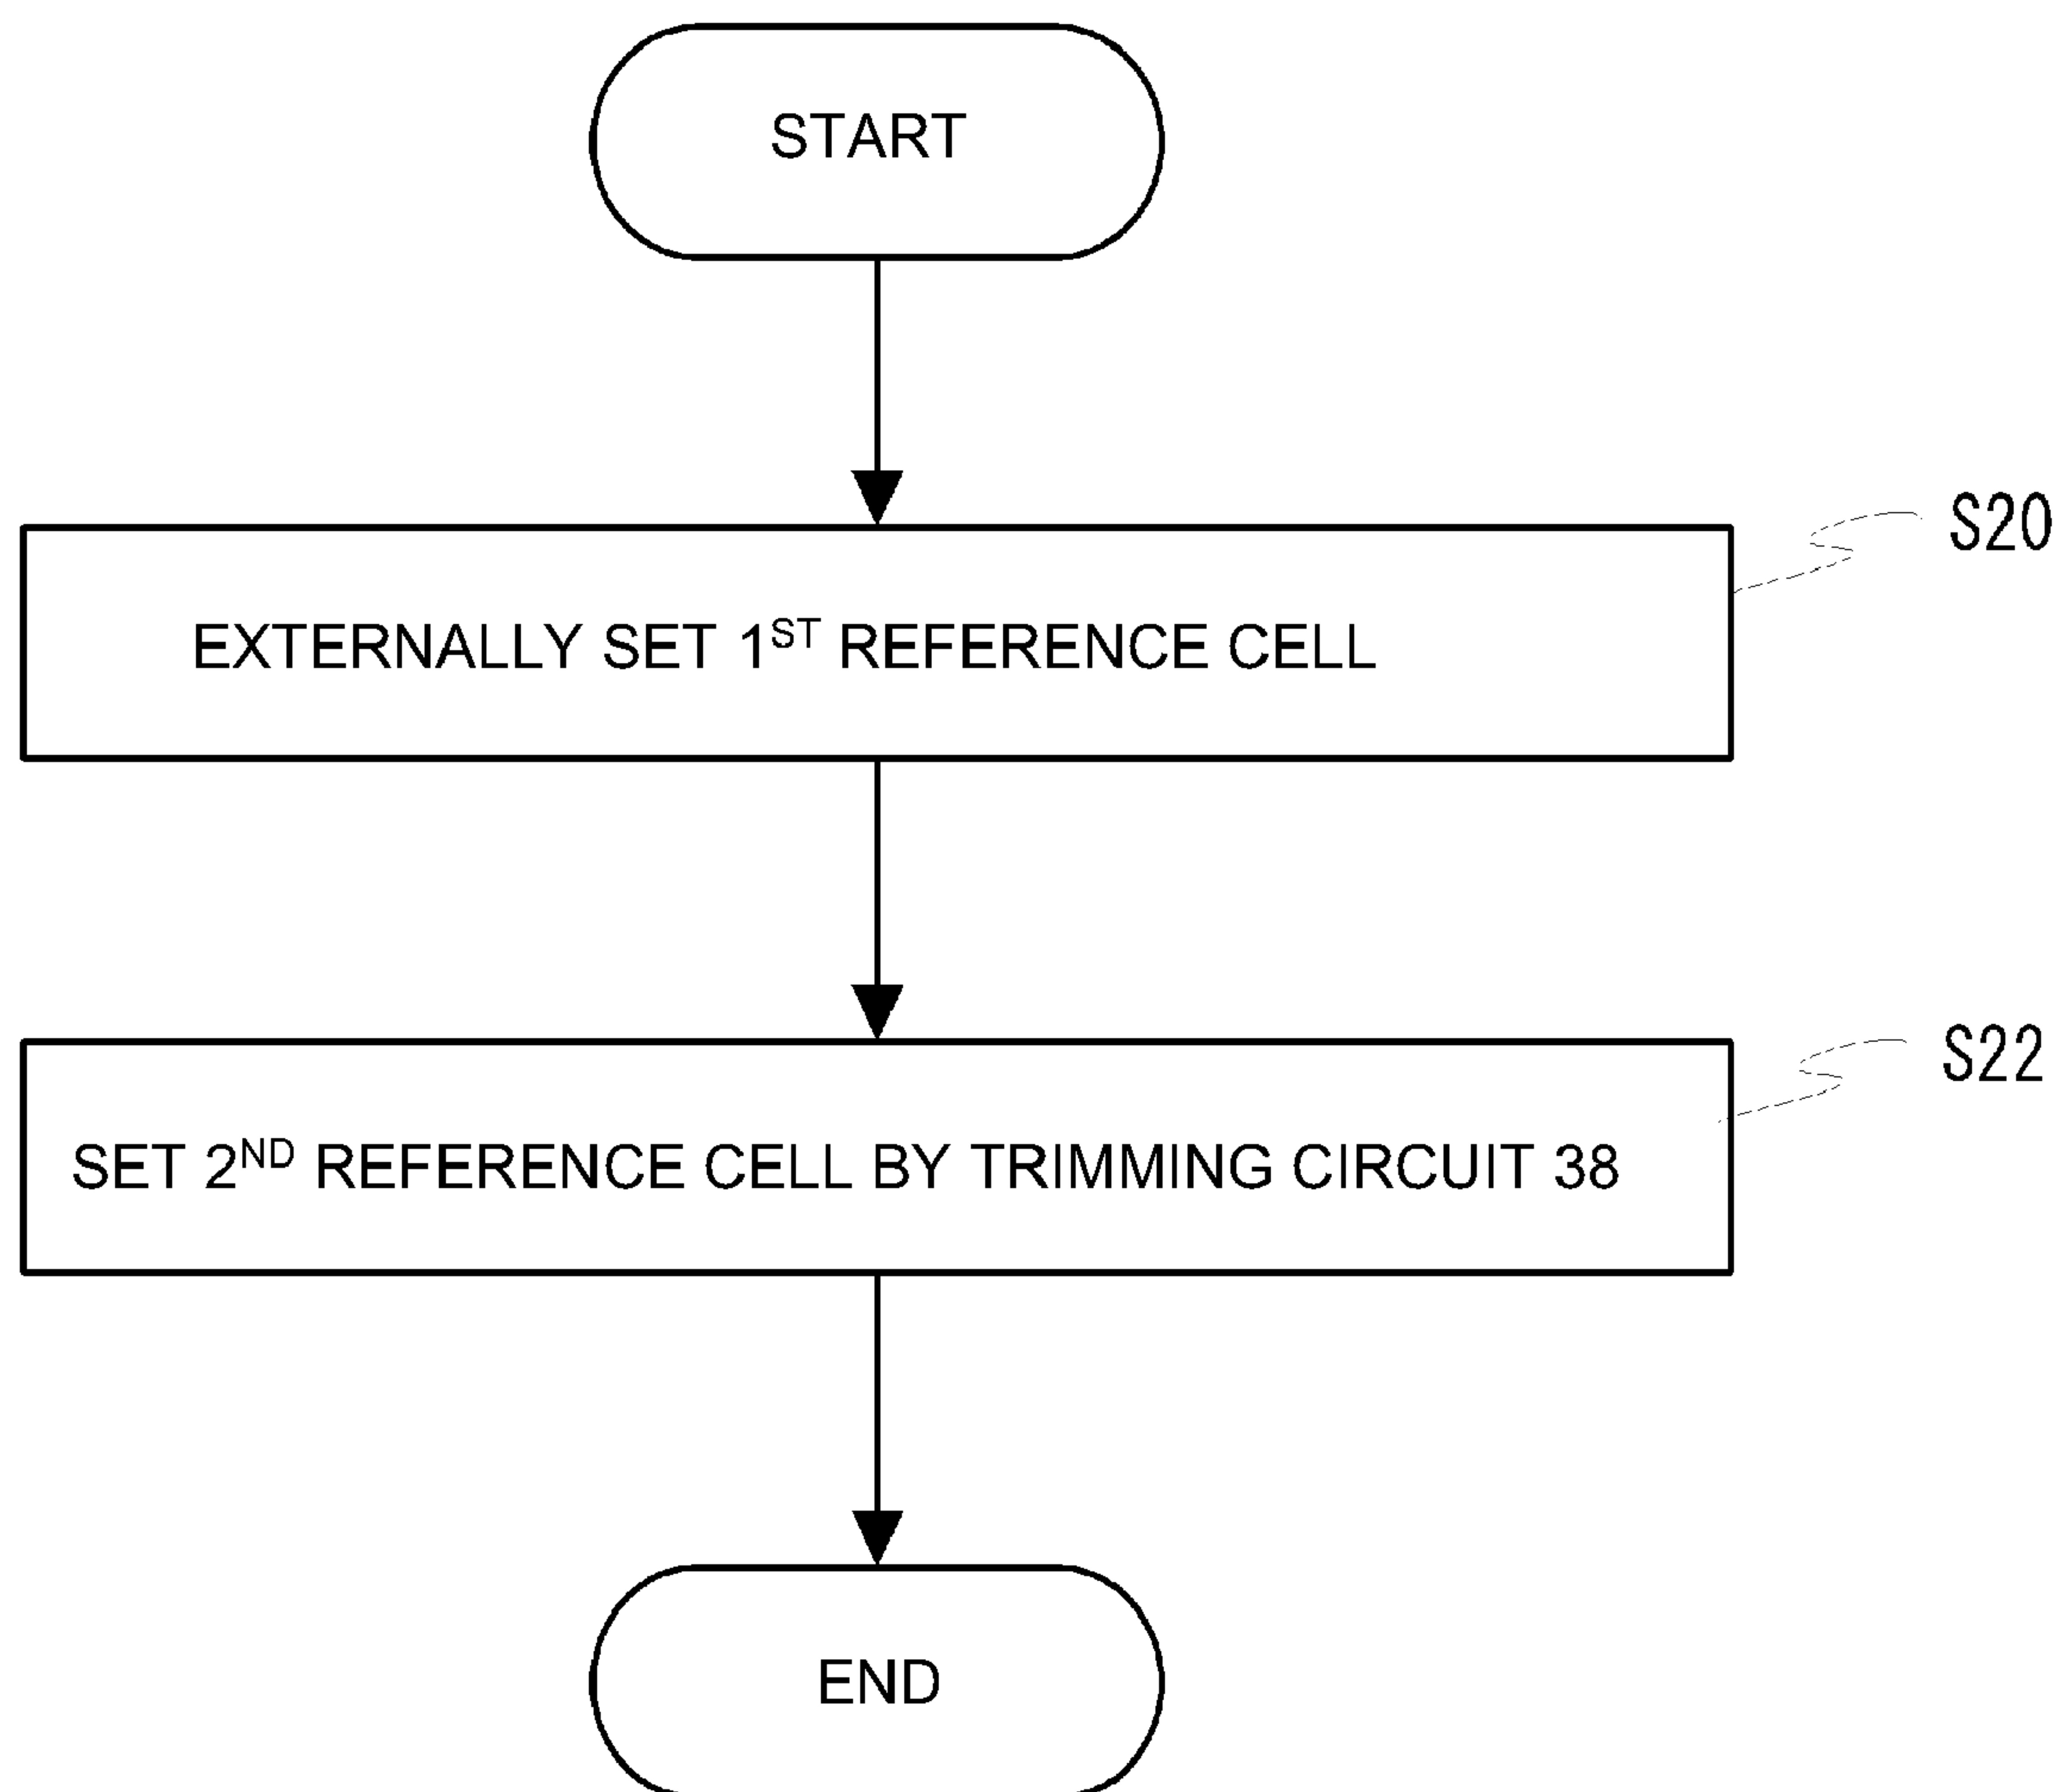 START
S20
EXTERNALLY SET 1ST REFERENCE CELL
S22
SET 2ND REFERENCE CELL BY TRIMMING CIRCUIT 38
END